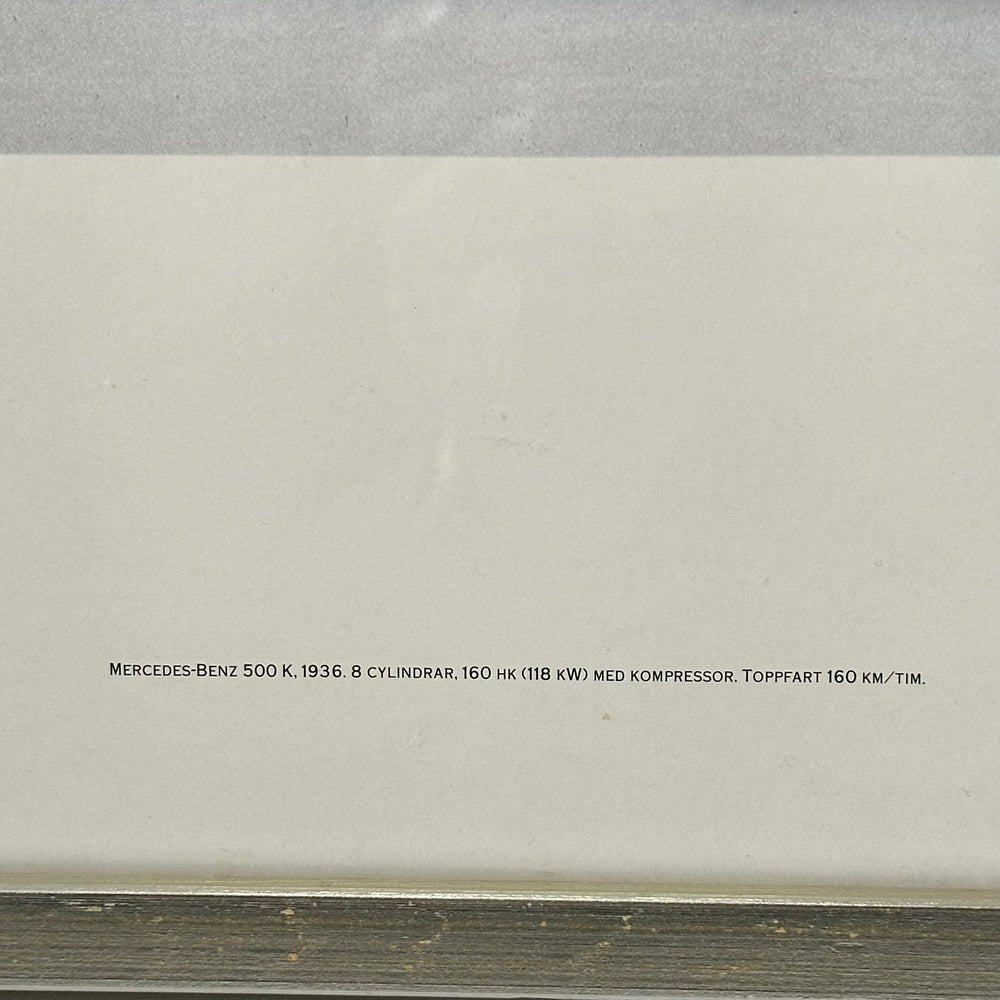 Mercedes-Benz 500 K, 1936. 8 cylindrar, 160 hk (118 kW) med kompressor. Toppfart 160 km/tim.